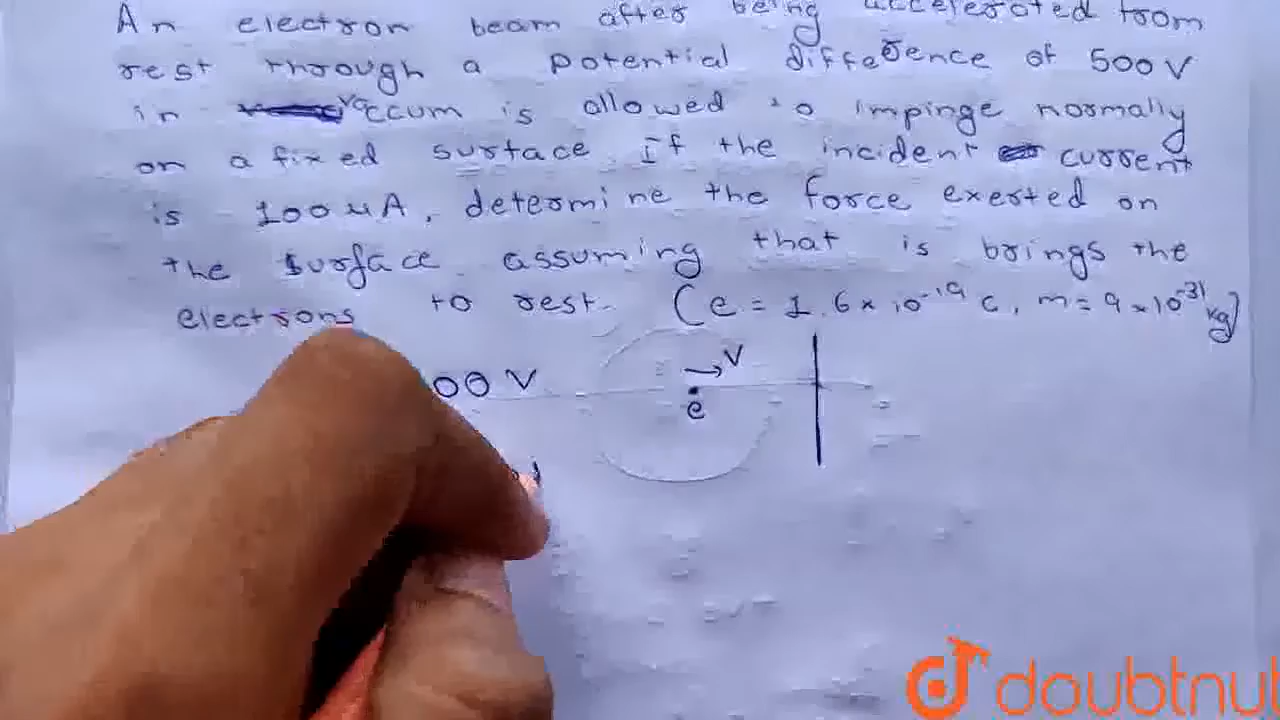 An electron beam after being accelerated from
rest through a potential difference of 500 V
in vaccum is allowed to impinge normally
on a fixed surface. If the incident current
is 100 μA, determine the force exerted on
the surface assuming that is brings the
electrons to rest. (e = 1.6 × 10⁻¹⁹ C, m = 9 × 10⁻³¹ kg)
00 V
→ V
e
doubtnut